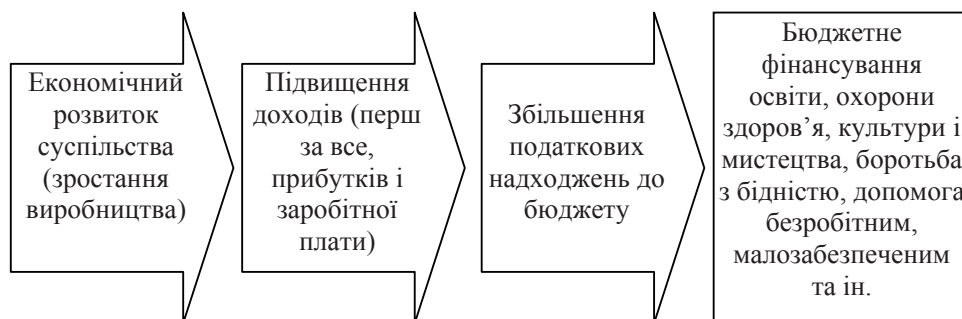 Економічний
розвиток
суспільства
(зростання
виробництва)
Підвищення
доходів (перш
за все,
прибутків і
заробітної
плати)
Збільшення
податкових
надходжень до
бюджету
Бюджетне
фінансування
освіти, охорони
здоров’я, культури і
мистецтва, боротьба
з бідністю, допомога
безробітним,
малозабезпеченим
та ін.